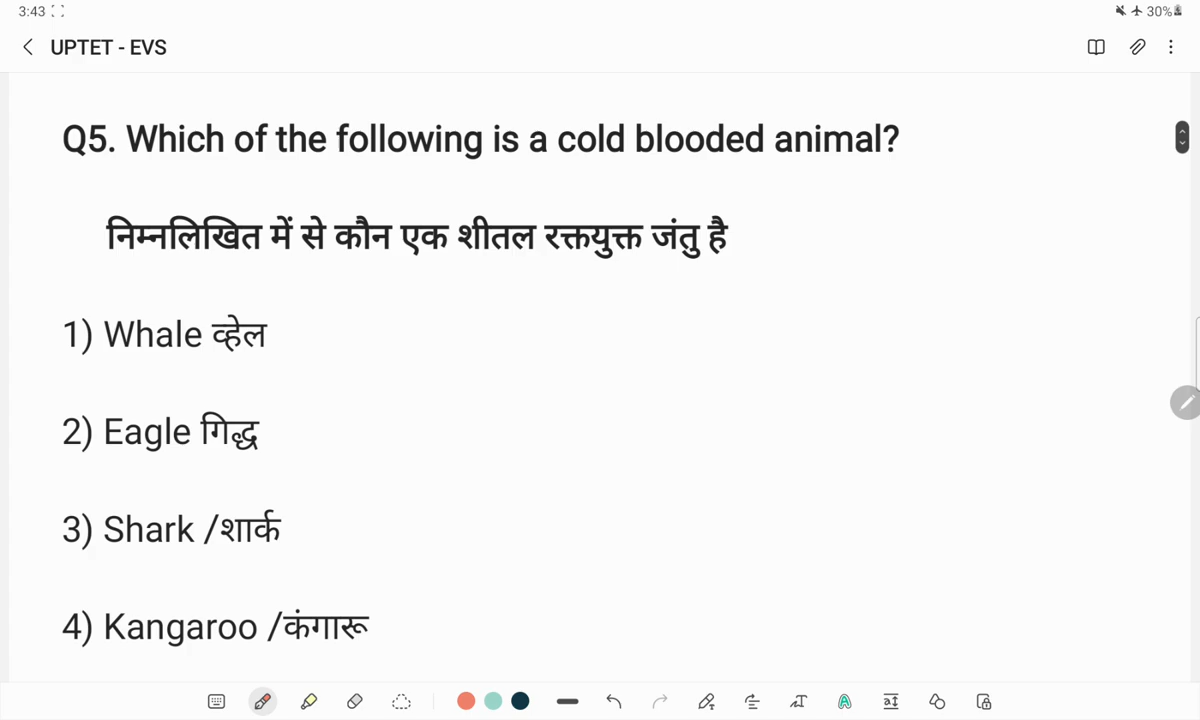 3:43
30%
UPTET - EVS
Q5. Which of the following is a cold blooded animal?
निम्नलिखित में से कौन एक शीतल रक्तयुक्त जंतु है
1) Whale व्हेल
2) Eagle गिद्ध
3) Shark /शार्क
4) Kangaroo /कंगारू